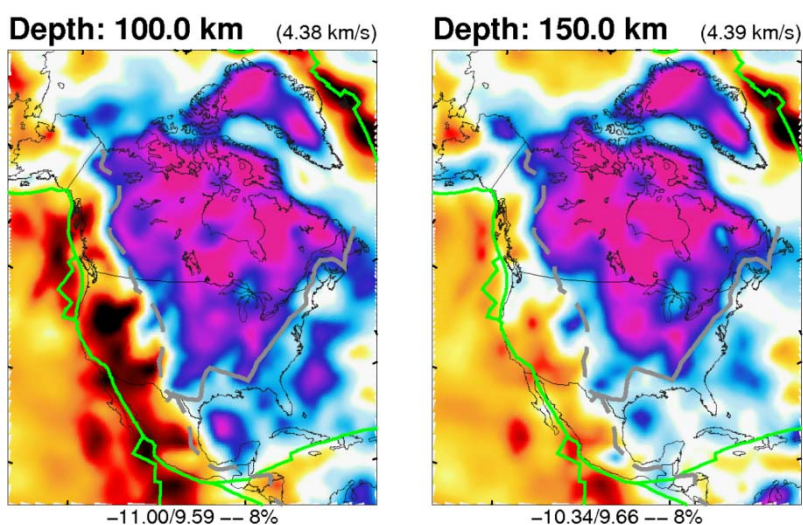 Depth: 100.0 km (4.38 km/s)
Depth: 150.0 km (4.39 km/s)
−11.00/9.59 −− 8%
−10.34/9.66 −− 8%